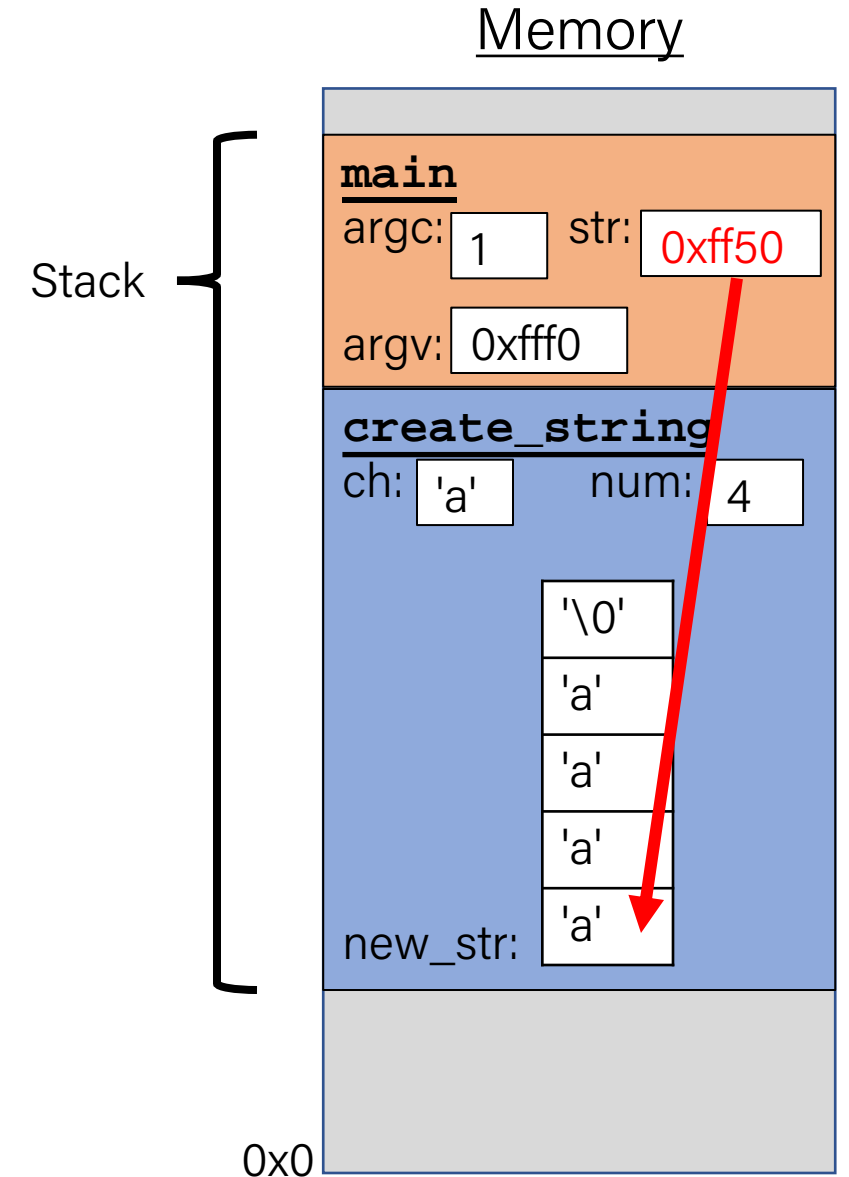 Memory
main
argc: 1 str: 0xff50
Stack
argv: 0xfff0
create_string
ch: 'a' num: 4
'\0'
'a'
'a'
'a'
new_str: 'a'
0x0